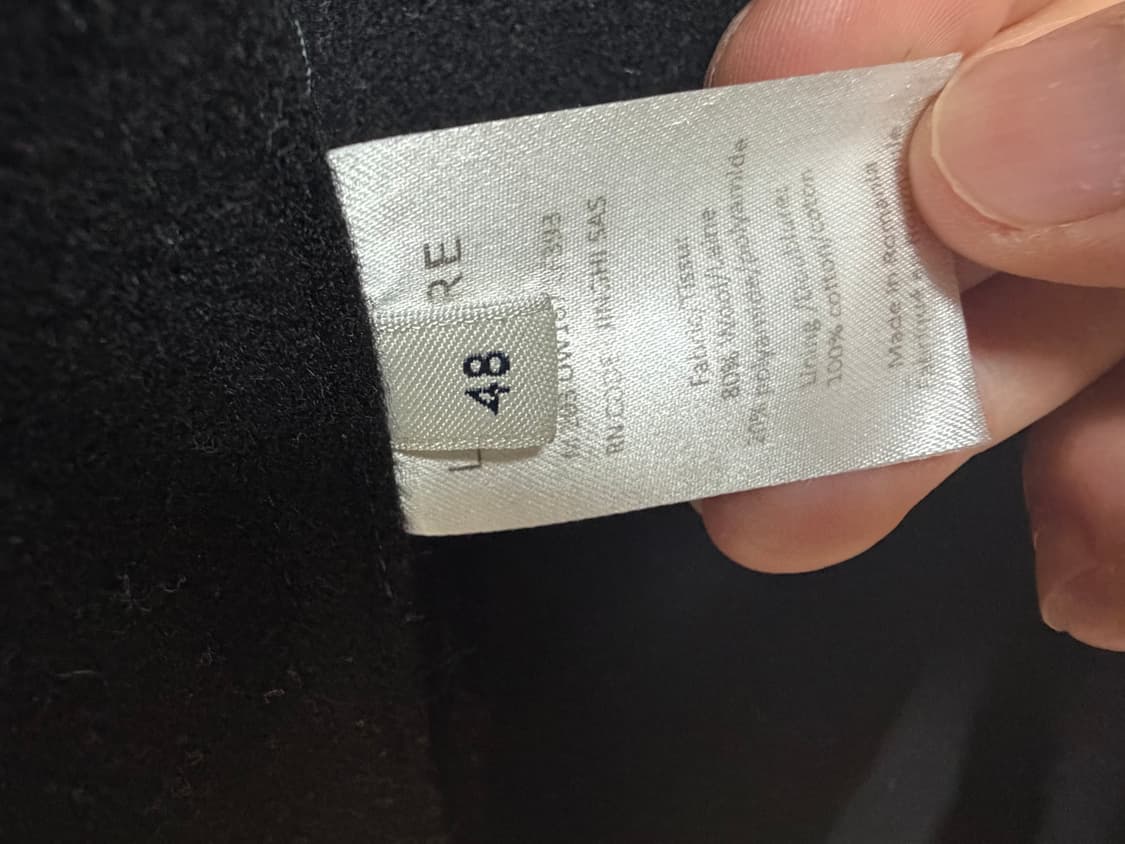 48
RE
RN CODE JINGHI SAS
Fabric/Tissu:
80% Wool/Laine
20% polyamide/polyamide
Lining /Doublure:
100% cotton/coton
Made in Romania